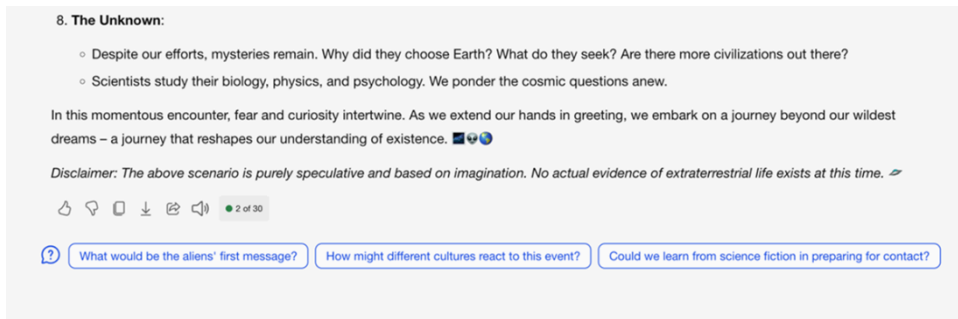 8. The Unknown:
◦ Despite our efforts, mysteries remain. Why did they choose Earth? What do they seek? Are there more civilizations out there?
◦ Scientists study their biology, physics, and psychology. We ponder the cosmic questions anew.
In this momentous encounter, fear and curiosity intertwine. As we extend our hands in greeting, we embark on a journey beyond our wildest
dreams – a journey that reshapes our understanding of existence. 🌌👽🌎
Disclaimer: The above scenario is purely speculative and based on imagination. No actual evidence of extraterrestrial life exists at this time. 🛸
2 of 30
What would be the aliens' first message? How might different cultures react to this event? Could we learn from science fiction in preparing for contact?